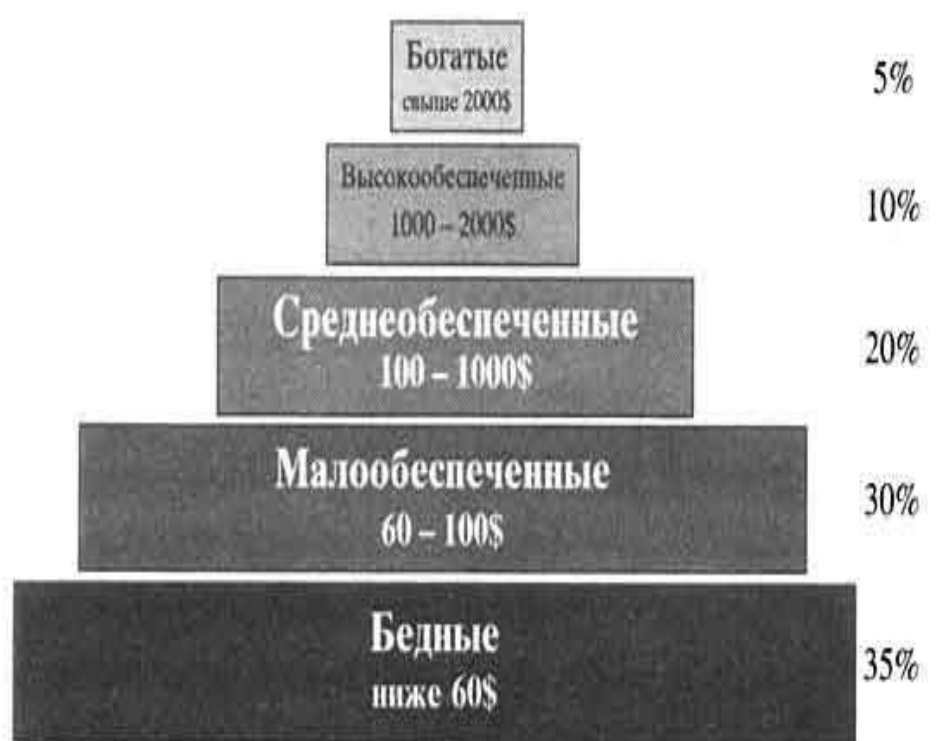 Богатые
свыше 2000$
5%
Высокообеспеченные
1000 – 2000$
10%
Среднеобеспеченные
100 – 1000$
20%
Малообеспеченные
60 – 100$
30%
Бедные
ниже 60$
35%